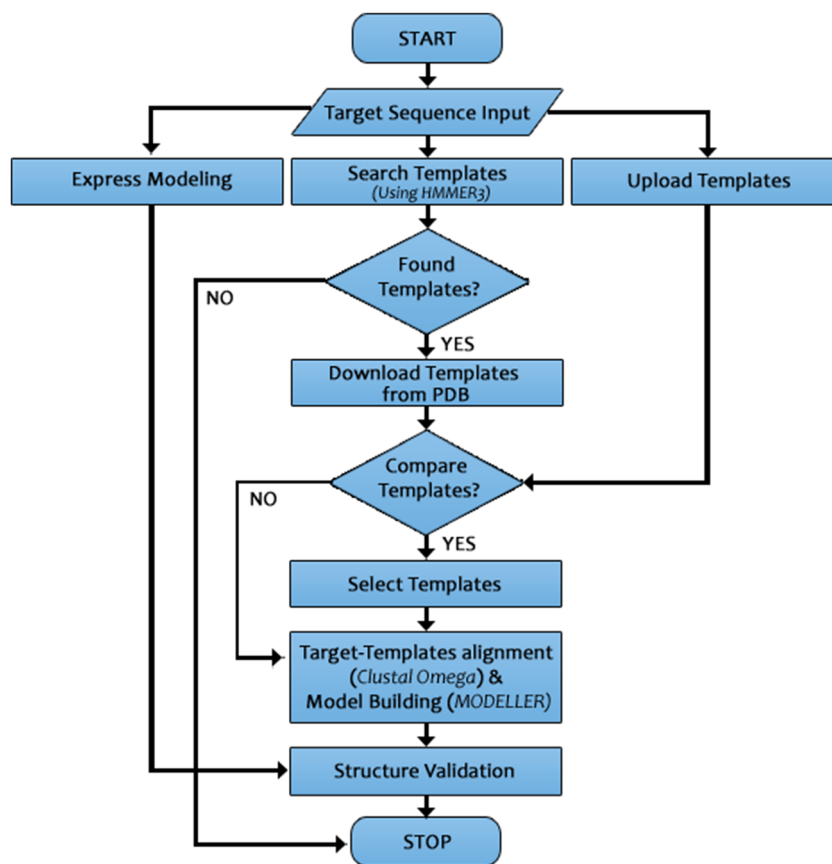 START
Target Sequence Input
Express Modeling
Search Templates
(Using HMMER3)
Upload Templates
Found
Templates?
NO
YES
Download Templates
from PDB
Compare
Templates?
NO
YES
Select Templates
Target-Templates alignment
(Clustal Omega) &
Model Building (MODELLER)
Structure Validation
STOP